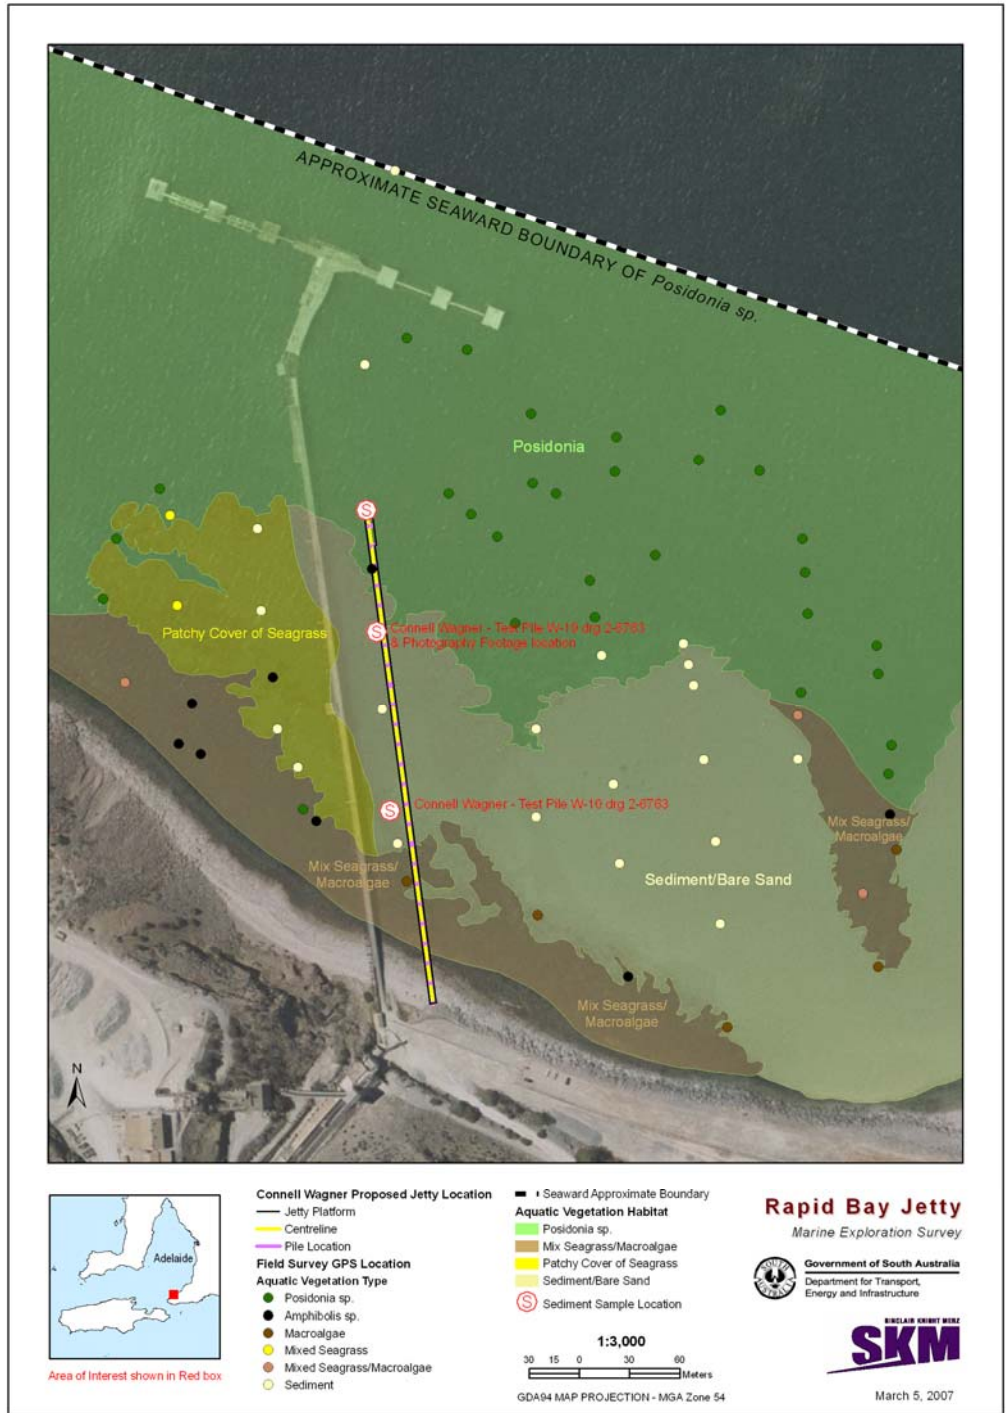 APPROXIMATE SEAWARD BOUNDARY OF Posidonia sp.
Posidonia
S
Patchy Cover of Seagrass
S
Connell Wagner - Test Pile W-19 drg 2-6763
& Photography Footage location
S
Connell Wagner - Test Pile W-16 drg 2-6763
Mix Seagrass/
Macroalgae
Mix Seagrass/
Macroalgae
Sediment/Bare Sand
Mix Seagrass/
Macroalgae
N
Adelaide
Area of Interest shown in Red box
Connell Wagner Proposed Jetty Location
Jetty Platform
Centreline
Pile Location
Field Survey GPS Location
Aquatic Vegetation Type
Posidonia sp.
Amphibolis sp.
Macroalgae
Mixed Seagrass
Mixed Seagrass/Macroalgae
Sediment
Seaward Approximate Boundary
Aquatic Vegetation Habitat
Posidonia sp.
Mix Seagrass/Macroalgae
Patchy Cover of Seagrass
Sediment/Bare Sand
S
Sediment Sample Location
1:3,000
30 15 0 30 60
Meters
GDA94 MAP PROJECTION - MGA Zone 54
Rapid Bay Jetty
Marine Exploration Survey
SOUTH AUSTRALIA
Government of South Australia
Department for Transport,
Energy and Infrastructure
SINCLAIR KNIGHT MERZ
SKM
March 5, 2007